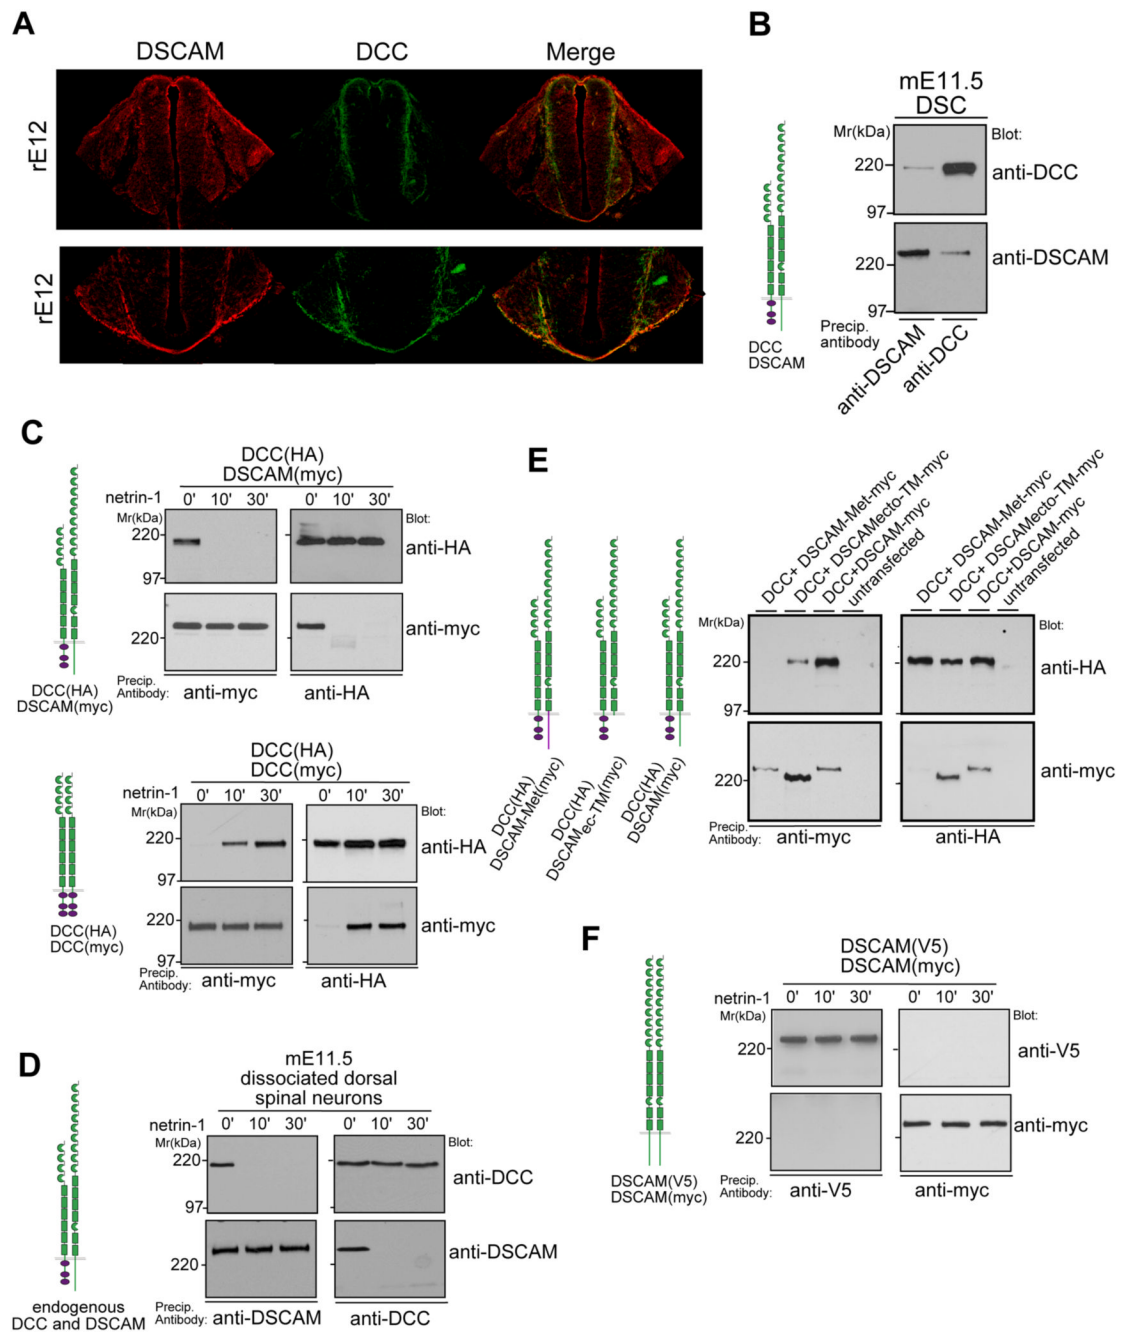 A
DSCAM
DCC
Merge
rE12
rE12
B
mE11.5
DSC
Mr(kDa)
Blot:
220
anti-DCC
97
220
anti-DSCAM
97
Precip.
antibody
anti-DSCAM
anti-DCC
DCC
DSCAM
C
DCC(HA)
DSCAM(myc)
netrin-1 0' 10' 30' 0' 10' 30'
Mr(kDa)
Blot:
220
anti-HA
97
220
anti-myc
Precip.
Antibody: anti-myc anti-HA
DCC(HA)
DSCAM(myc)
DCC(HA)
DCC(myc)
netrin-1 0' 10' 30' 0' 10' 30'
Mr(kDa)
Blot:
220
anti-HA
97
220
anti-myc
97
Precip.
Antibody: anti-myc anti-HA
DCC(HA)
DCC(myc)
D
mE11.5
dissociated dorsal
spinal neurons
netrin-1 0' 10' 30' 0' 10' 30'
Mr(kDa)
Blot:
220
anti-DCC
97
220
anti-DSCAM
Precip.
Antibody: anti-DSCAM anti-DCC
endogenous
DCC and DSCAM
E
DCC+ DSCAM-Met-myc
DCC+ DSCAMecto-TM-myc
DCC+DSCAM-myc
untransfected
DCC+ DSCAM-Met-myc
DCC+ DSCAMecto-TM-myc
DCC+DSCAM-myc
untransfected
Mr(kDa)
Blot:
220
anti-HA
97
220
anti-myc
Precip.
Antibody: anti-myc anti-HA
DCC(HA)
DSCAM-Met(myc)
DCC(HA)
DSCAMec-TM(myc)
DCC(HA)
DSCAM(myc)
F
DSCAM(V5)
DSCAM(myc)
netrin-1 0' 10' 30' 0' 10' 30'
Mr(kDa)
Blot:
220
anti-V5
220
anti-myc
Precip.
Antibody: anti-V5 anti-myc
DSCAM(V5)
DSCAM(myc)